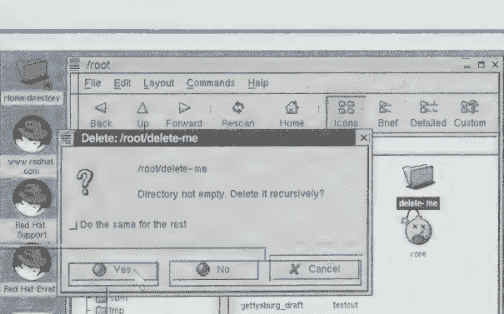 /root
Home directory
File Edit Layout Commands Help
Back Up Forward Rescan Home Icons Brief Detailed Custom
www redhat
com
Delete: /root/delete-me
/root/delete-me
Directory not empty. Delete it recursively?
delete-me
Do the same for the rest
Red Hat
Support
core
Yes No Cancel
Red Hat Errat
tmp
gettysburg_draft testout